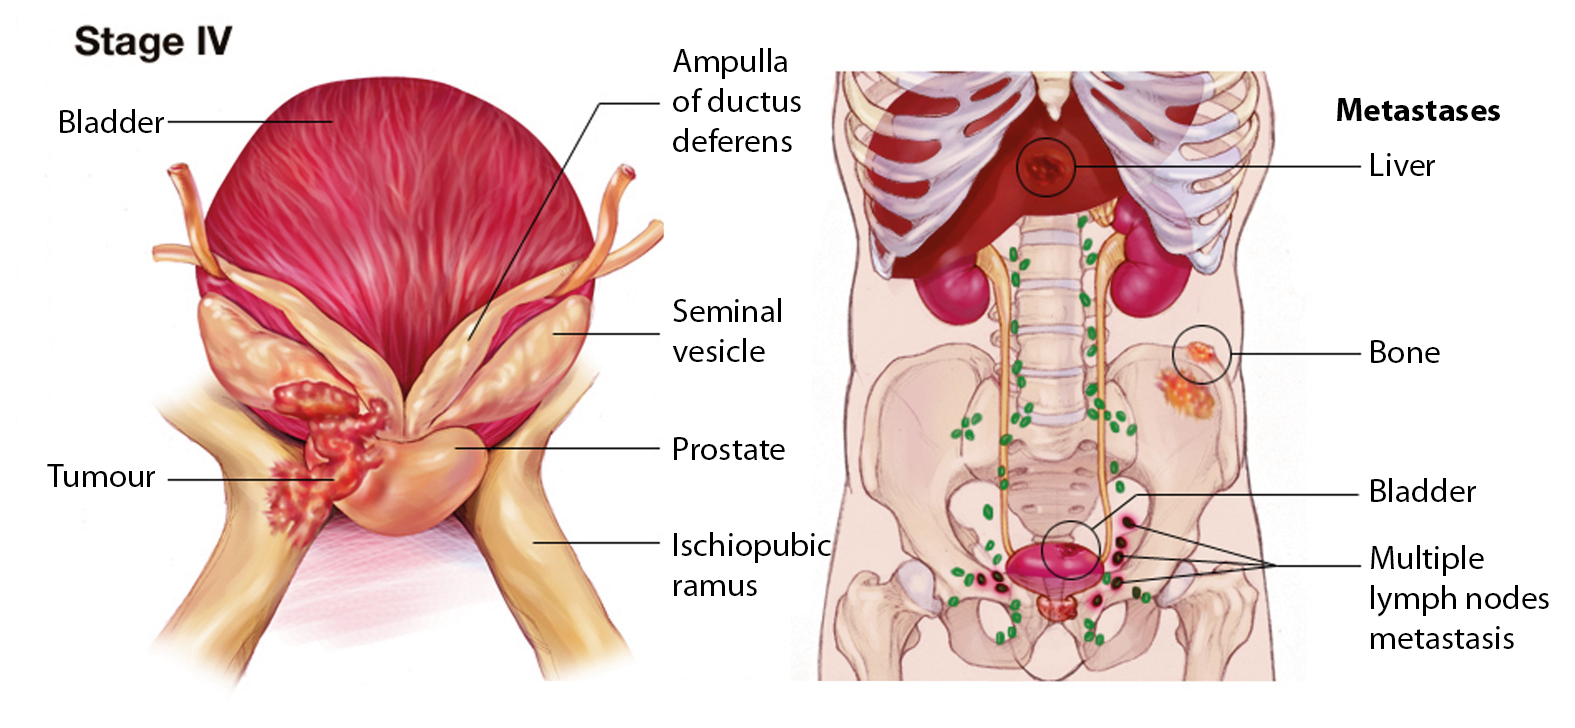 Stage IV
Bladder
Tumour
Ampulla
of ductus
deferens
Seminal
vesicle
Prostate
Ischiopubic
ramus
Metastases
Liver
Bone
Bladder
Multiple
lymph nodes
metastasis